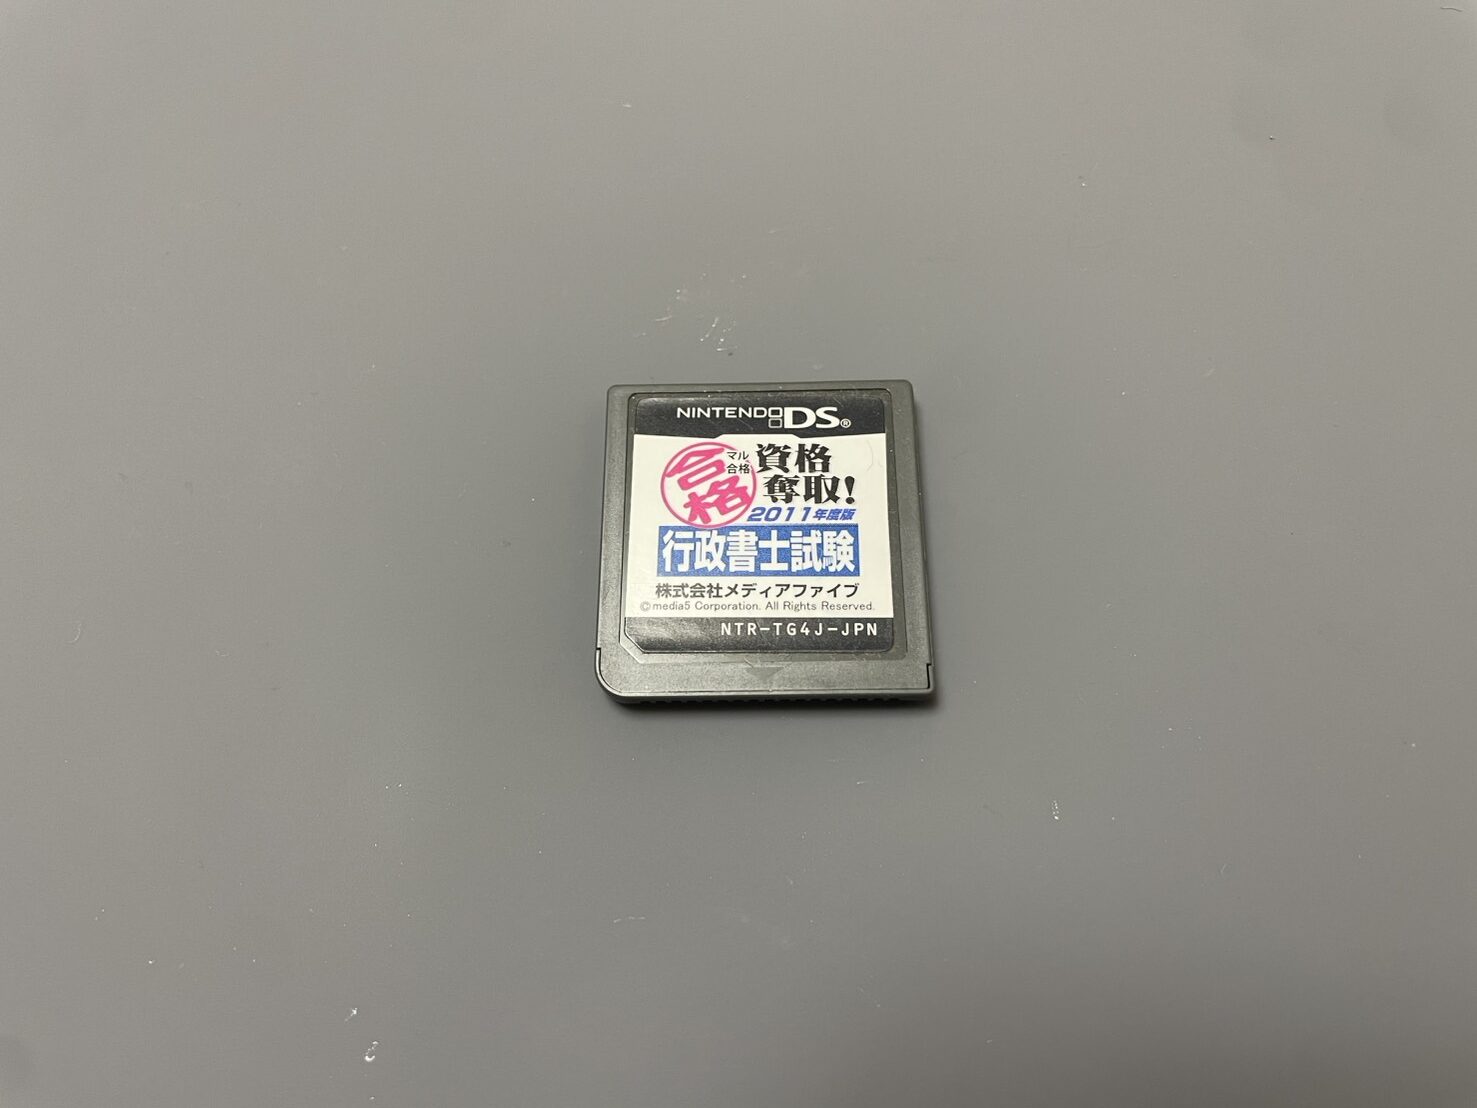 NINTENDO DS®
合格
マル合格
資格
奪取!
2011年度版
行政書士試験
株式会社メディアファイブ
©media5 Corporation. All Rights Reserved.
NTR-TG4J-JPN